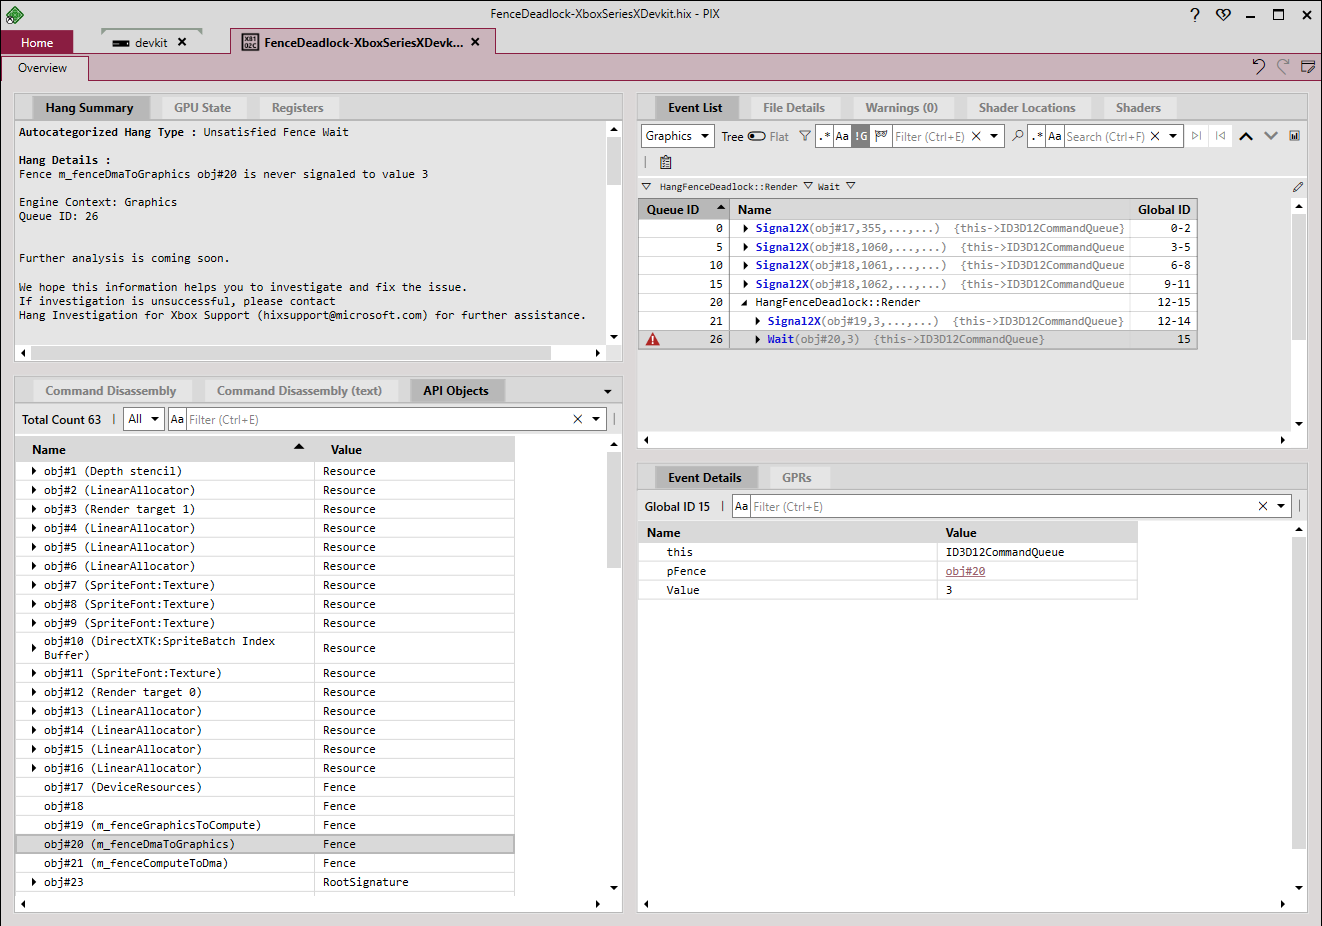 FenceDeadlock-XboxSeriesXDevkit.hix - PIX
Home
devkit
FenceDeadlock-XboxSeriesXDevk...
Overview
Hang Summary GPU State Registers
Autocategorized Hang Type : Unsatisfied Fence Wait
Hang Details :
Fence m_fenceDmaToGraphics obj#20 is never signaled to value 3
Engine Context: Graphics
Queue ID: 26
Further analysis is coming soon.
We hope this information helps you to investigate and fix the issue.
If investigation is unsuccessful, please contact
Hang Investigation for Xbox Support (hixsupport@microsoft.com) for further assistance.
Command Disassembly Command Disassembly (text) API Objects
Total Count 63 | All Aa Filter (Ctrl+E)
Name Value
obj#1 (Depth stencil) Resource
obj#2 (LinearAllocator) Resource
obj#3 (Render target 1) Resource
obj#4 (LinearAllocator) Resource
obj#5 (LinearAllocator) Resource
obj#6 (LinearAllocator) Resource
obj#7 (SpriteFont:Texture) Resource
obj#8 (SpriteFont:Texture) Resource
obj#9 (SpriteFont:Texture) Resource
obj#10 (DirectXTK:SpriteBatch Index
Buffer) Resource
obj#11 (SpriteFont:Texture) Resource
obj#12 (Render target 0) Resource
obj#13 (LinearAllocator) Resource
obj#14 (LinearAllocator) Resource
obj#15 (LinearAllocator) Resource
obj#16 (LinearAllocator) Resource
obj#17 (DeviceResources) Fence
obj#18 Fence
obj#19 (m_fenceGraphicsToCompute) Fence
obj#20 (m_fenceDmaToGraphics) Fence
obj#21 (m_fenceComputeToDma) Fence
obj#23 RootSignature
Event List File Details Warnings (0) Shader Locations Shaders
Graphics Tree Flat .* Aa !G Filter (Ctrl+E) .* Aa Search (Ctrl+F)
HangFenceDeadlock::Render Wait
Queue ID Name Global ID
0 Signal2X(obj#17,355,...,...) {this->ID3D12CommandQueue} 0-2
5 Signal2X(obj#18,1060,...,...) {this->ID3D12CommandQueue 3-5
10 Signal2X(obj#18,1061,...,...) {this->ID3D12CommandQueue 6-8
15 Signal2X(obj#18,1062,...,...) {this->ID3D12CommandQueue 9-11
20 HangFenceDeadlock::Render 12-15
21 Signal2X(obj#19,3,...,...) {this->ID3D12CommandQueue} 12-14
26 Wait(obj#20,3) {this->ID3D12CommandQueue} 15
Event Details GPRs
Global ID 15 | Aa Filter (Ctrl+E)
Name Value
this ID3D12CommandQueue
pFence obj#20
Value 3